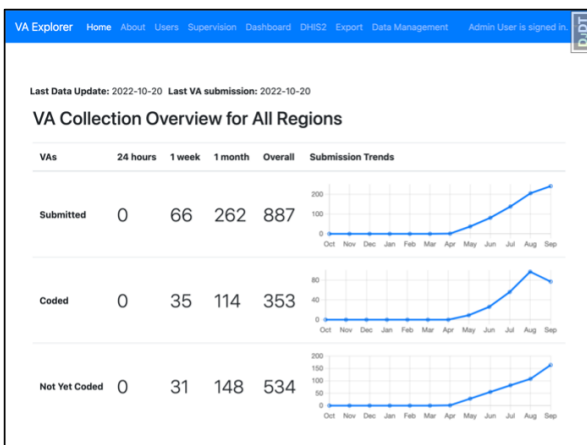 VA Explorer Home About Users Supervision Dashboard DHIS2 Export Data Management Admin User is signed in.
DjDT
Last Data Update: 2022-10-20 Last VA submission: 2022-10-20
VA Collection Overview for All Regions
VAs 24 hours 1 week 1 month Overall Submission Trends
Submitted 0 66 262 887
200
100
0
Oct Nov Dec Jan Feb Mar Apr May Jun Jul Aug Sep
Coded 0 35 114 353
80
40
0
Oct Nov Dec Jan Feb Mar Apr May Jun Jul Aug Sep
Not Yet Coded 0 31 148 534
200
150
100
50
0
Oct Nov Dec Jan Feb Mar Apr May Jun Jul Aug Sep